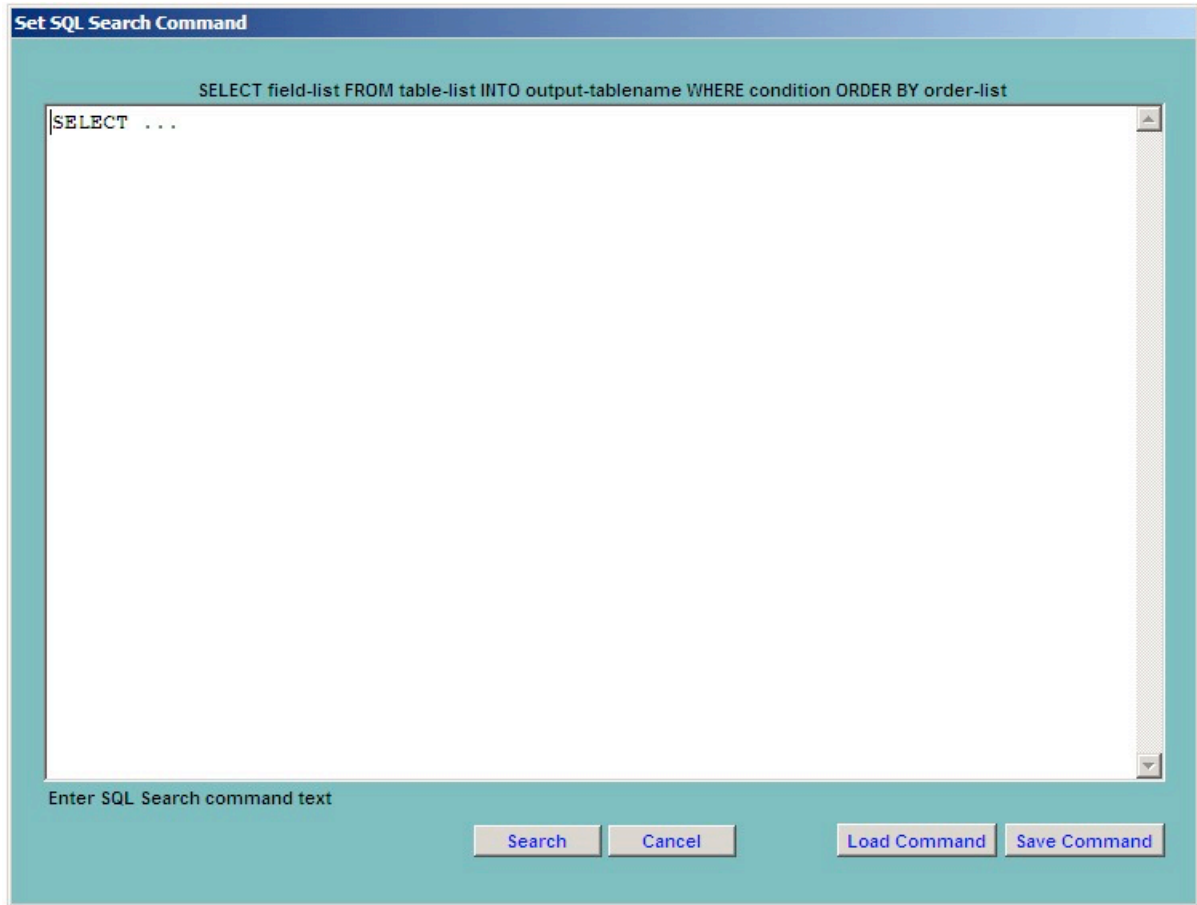 Set SQL Search Command
SELECT field-list FROM table-list INTO output-tablename WHERE condition ORDER BY order-list
SELECT ...
Enter SQL Search command text
Search Cancel Load Command Save Command